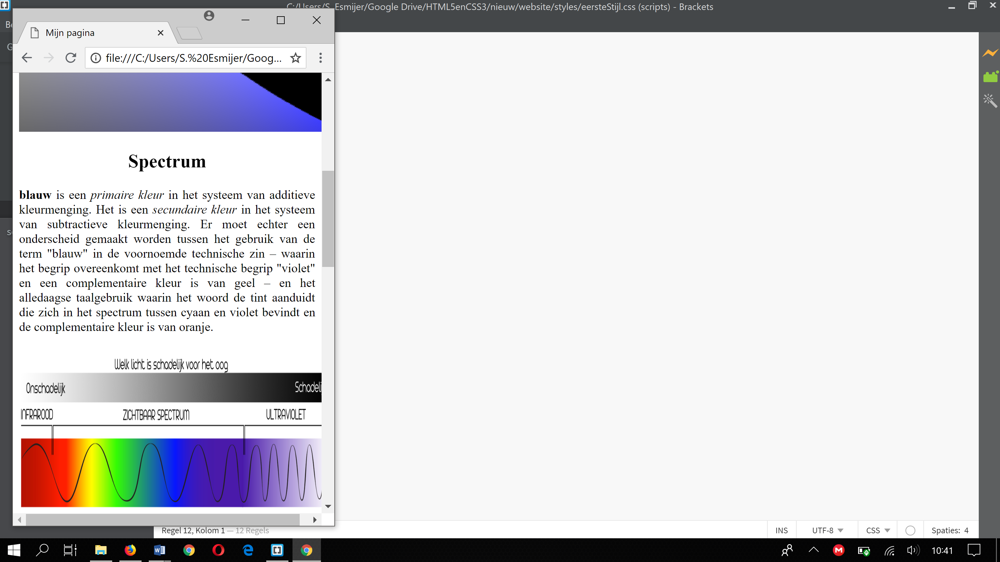 C:/Users/S. Esmijer/Google Drive/HTML5enCSS3/nieuw/website/styles/eersteStijl.css (scripts) - Brackets
Mijn pagina
file:///C:/Users/S.%20Esmijer/Goog...
Spectrum
blauw is een primaire kleur in het systeem van additieve
kleurmenging. Het is een secundaire kleur in het systeem
van subtractieve kleurmenging. Er moet echter een
onderscheid gemaakt worden tussen het gebruik van de
term "blauw" in de voornoemde technische zin – waarin
het begrip overeenkomt met het technische begrip "violet"
en een complementaire kleur is van geel – en het
alledaagse taalgebruik waarin het woord de tint aanduidt
die zich in het spectrum tussen cyaan en violet bevindt en
de complementaire kleur is van oranje.
Welk licht is schadelijk voor het oog
Onschadelijk Schadeli
INFRAROOD ZICHTBAAR SPECTRUM ULTRAVIOLET
Regel 12, Kolom 1 — 12 Regels INS UTF-8 CSS Spaties: 4
10:41